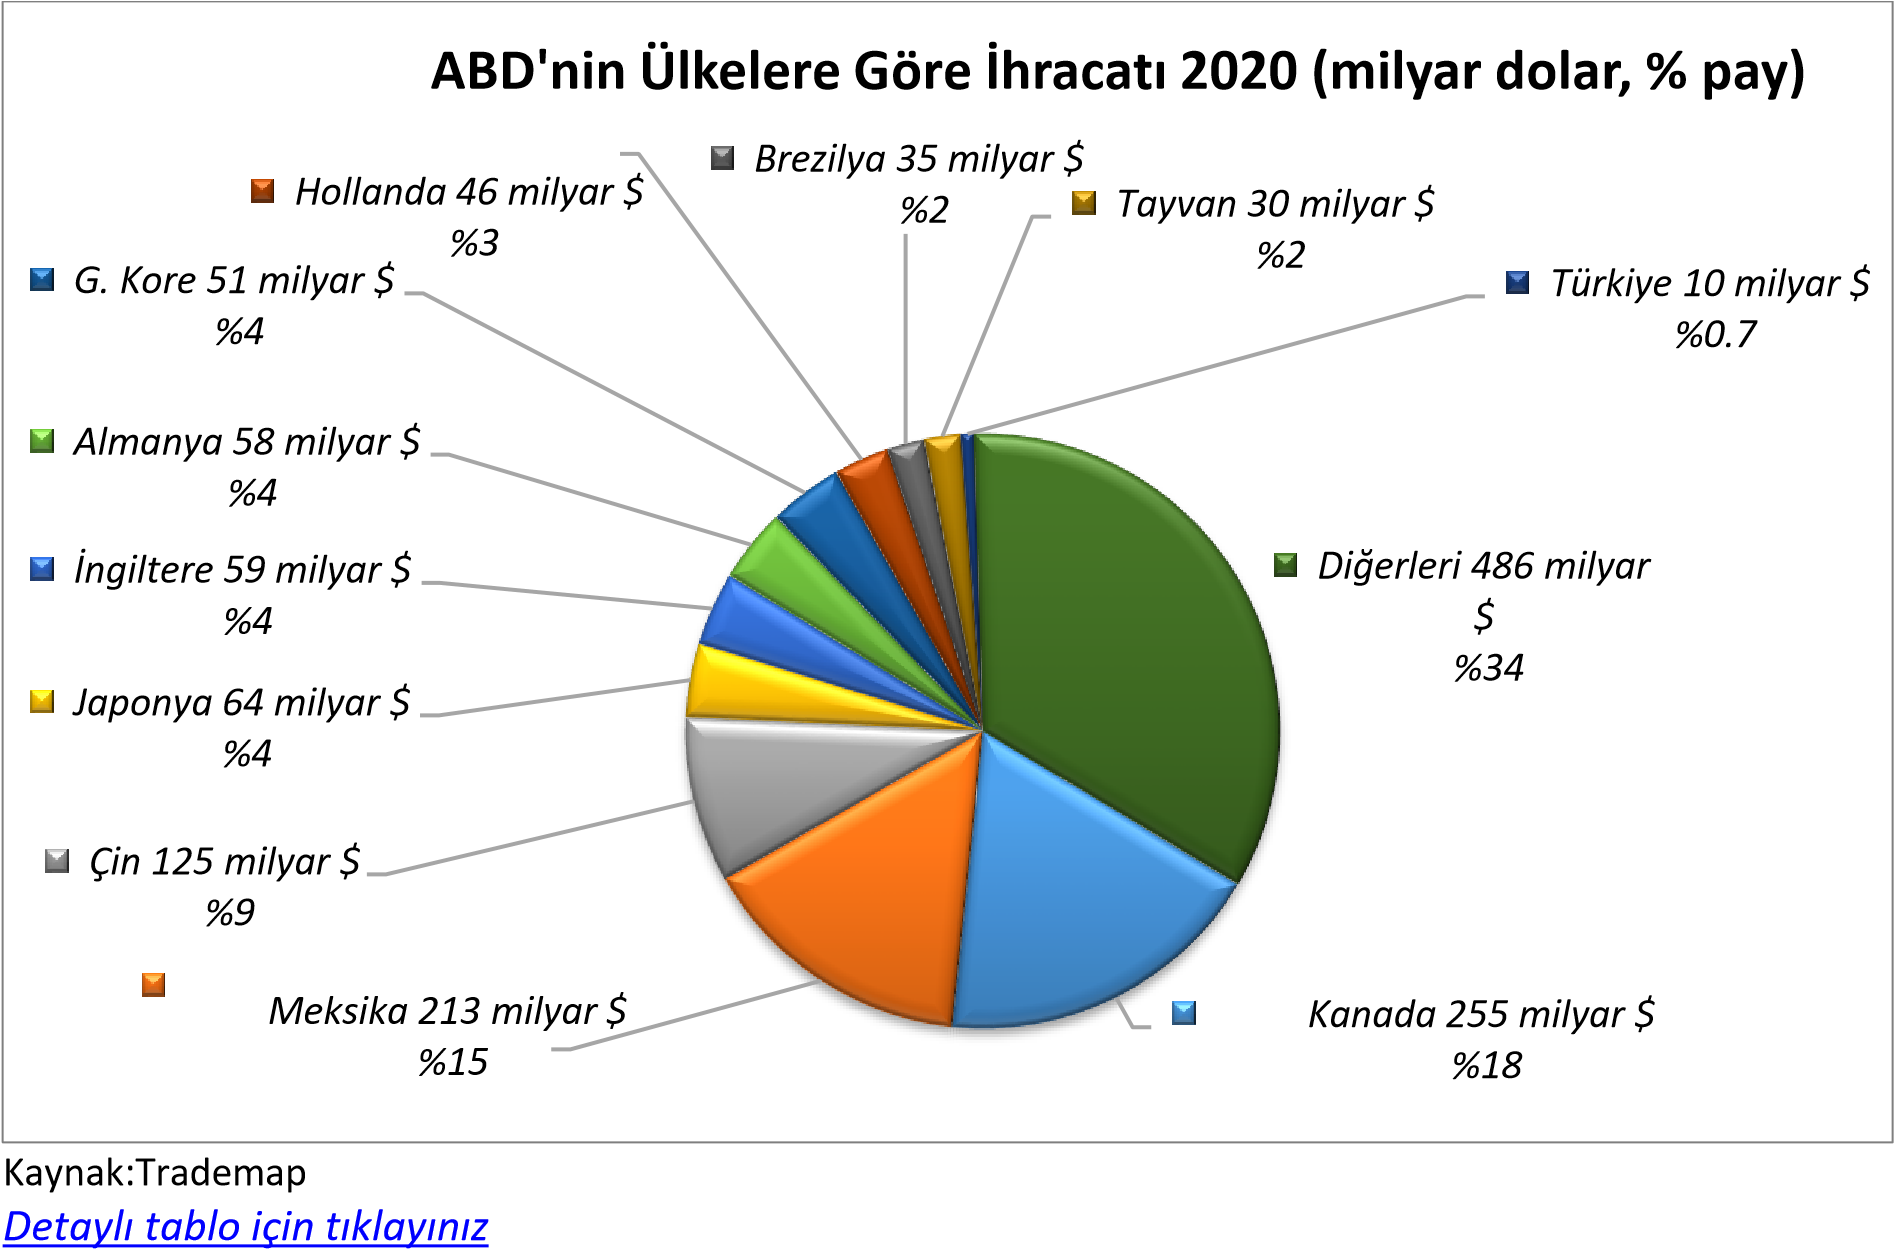 ABD'nin Ülkelere Göre İhracatı 2020 (milyar dolar, % pay)
Brezilya 35 milyar $
%2
Hollanda 46 milyar $
%3
Tayvan 30 milyar $
%2
G. Kore 51 milyar $
%4
Türkiye 10 milyar $
%0.7
Almanya 58 milyar $
%4
İngiltere 59 milyar $
%4
Diğerleri 486 milyar
$
%34
Japonya 64 milyar $
%4
Çin 125 milyar $
%9
Meksika 213 milyar $
%15
Kanada 255 milyar $
%18
Kaynak:Trademap
Detaylı tablo için tıklayınız